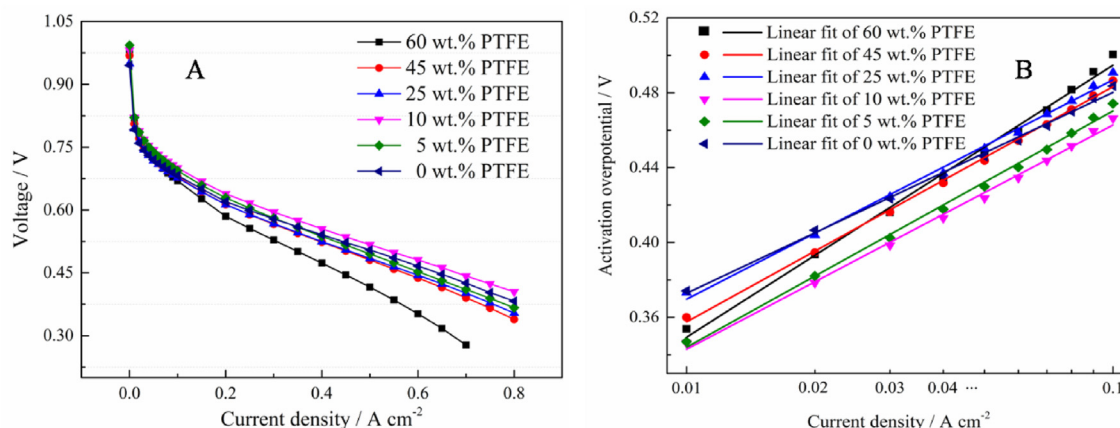 A
60 wt.% PTFE
45 wt.% PTFE
25 wt.% PTFE
10 wt.% PTFE
5 wt.% PTFE
0 wt.% PTFE
Voltage / V
1.05
0.90
0.75
0.60
0.45
0.30
0.0 0.2 0.4 0.6 0.8
Current density / A cm⁻²
B
Linear fit of 60 wt.% PTFE
Linear fit of 45 wt.% PTFE
Linear fit of 25 wt.% PTFE
Linear fit of 10 wt.% PTFE
Linear fit of 5 wt.% PTFE
Linear fit of 0 wt.% PTFE
Activation overpotential / V
0.52
0.48
0.44
0.40
0.36
0.01 0.02 0.03 0.04 ... 0.1
Current density / A cm⁻²